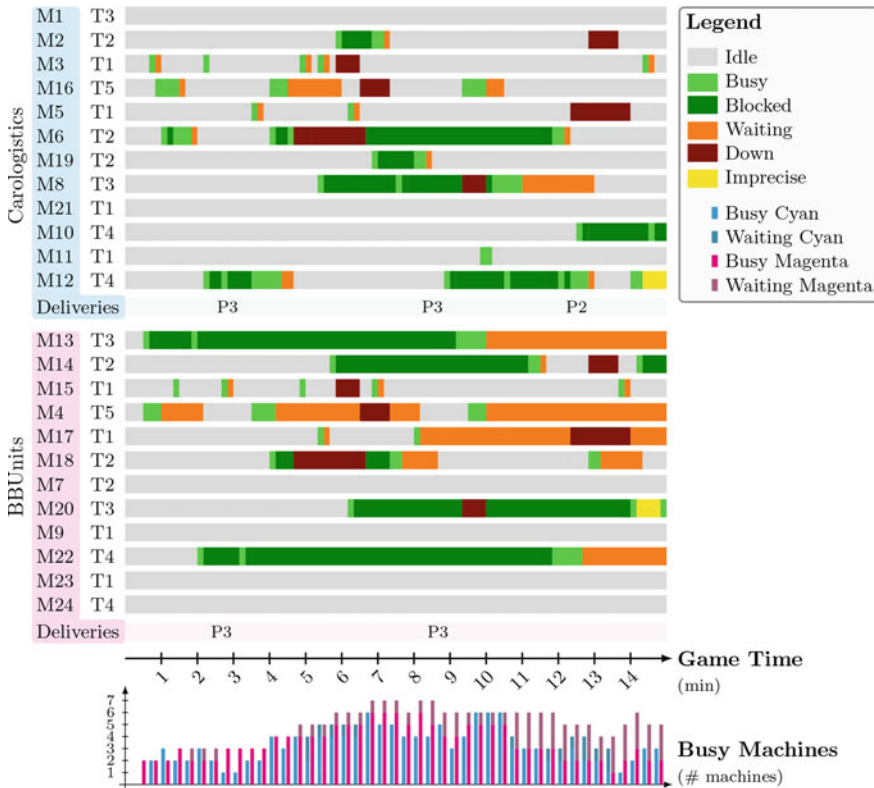 Carologistics
M1 T3
M2 T2
M3 T1
M16 T5
M5 T1
M6 T2
M19 T2
M8 T3
M21 T1
M10 T4
M11 T1
M12 T4
Deliveries P3 P3 P2
BBUnits
M13 T3
M14 T2
M15 T1
M4 T5
M17 T1
M18 T2
M7 T2
M20 T3
M9 T1
M22 T4
M23 T1
M24 T4
Deliveries P3 P3
1 2 3 4 5 6 7 8 9 10 11 12 13 14
Game Time
(min)
7
6
5
4
3
2
1
Busy Machines
(# machines)
Legend
Idle
Busy
Blocked
Waiting
Down
Imprecise
Busy Cyan
Waiting Cyan
Busy Magenta
Waiting Magenta